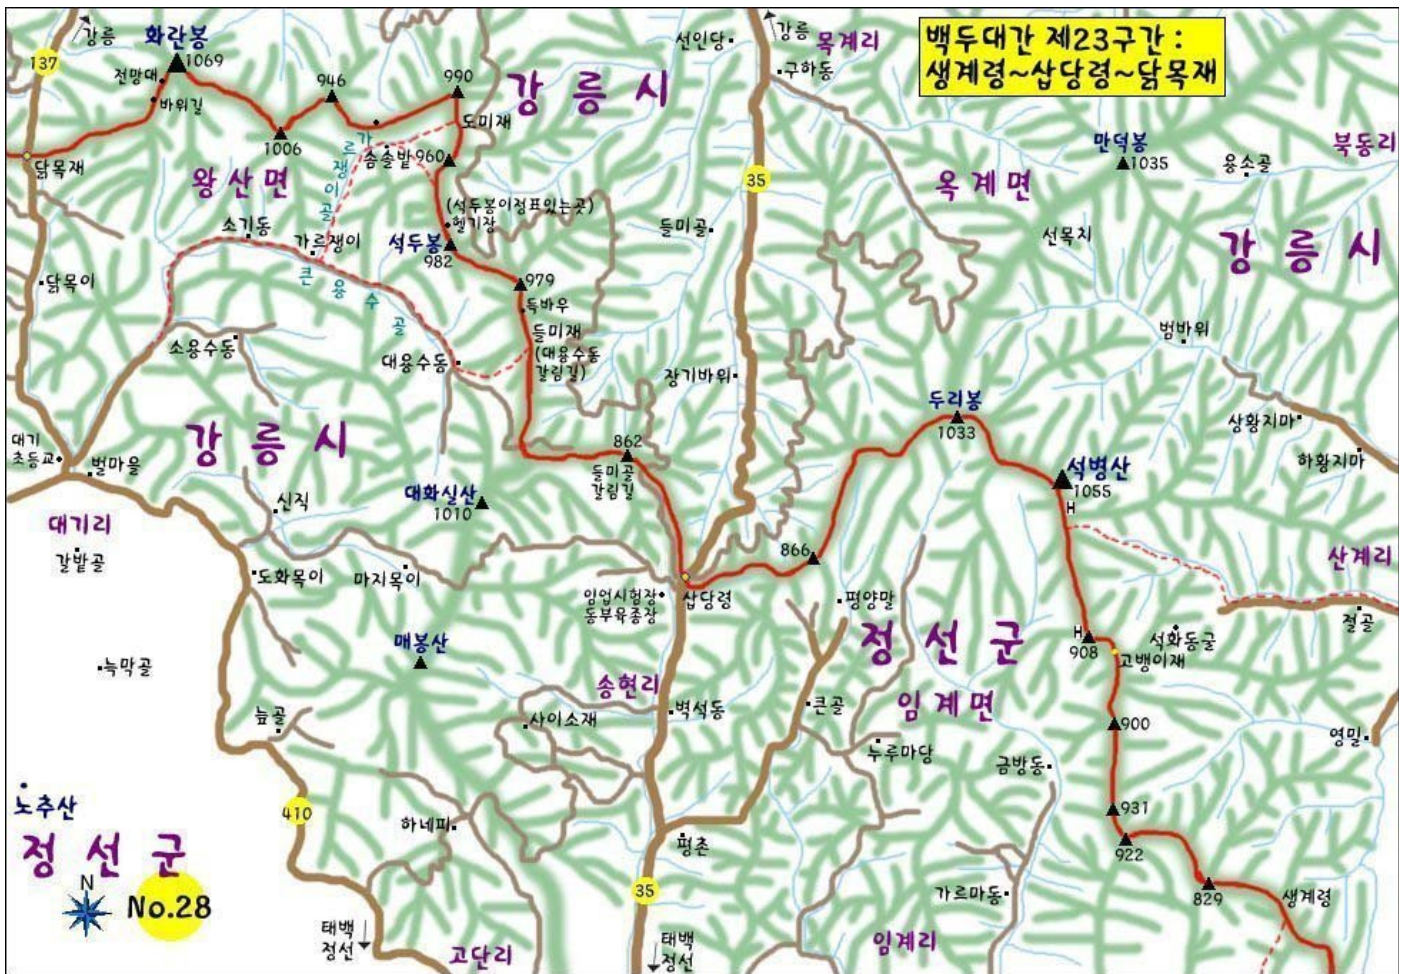 백두대간 제23구간 :
생계령~삽당령~닭목재
강릉
137
화란봉
1069
전망대
바위길
946
990
강릉시
선인당
강릉
목계리
구하동
도미재
1006
솜솔밭
960
가르쟁이골
닭목재
왕산면
만덕봉
1035
북동리
용소골
35
옥계면
(석두봉이정표있는곳)
헬기장
소기동
가르쟁이
석두봉
982
들미골
선목치
강릉시
큰용수골
닭목이
979
독바우
들미재
(대용수동
갈림길)
소용수동
대용수동
장기바위
범바위
두리봉
1033
상황지마
하황지마
강릉시
대기
초등교
벌마을
862
들미골
갈림길
석병산
1055
H
대화실산
1010
신직
대기리
갈밭골
866
산계리
도화목이
마지목이
임업시험장
동부육종장
삽당령
평양말
절골
정선군
H
908
석화동굴
고뱅이재
매봉산
늑막골
송현리
임계면
벽석동
큰골
사이소재
늪골
900
누루마당
영밀
금방동
노추산
410
하네피
931
922
정선군
평촌
N
No.28
35
가르마동
829
생계령
태백
정선
고단리
태백
정선
임계리